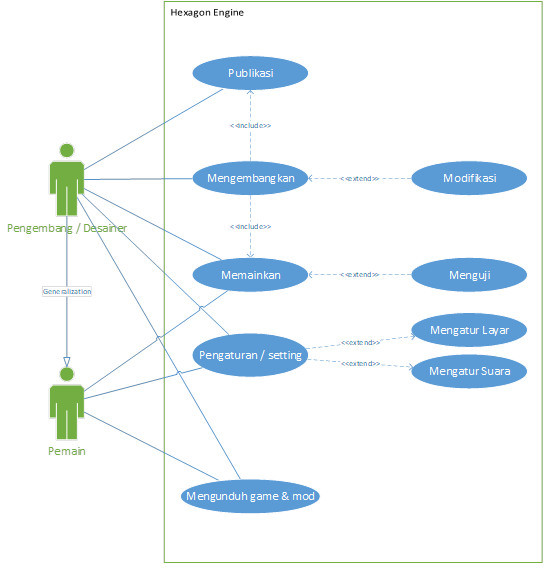 Hexagon Engine
Publikasi
<<include>>
Mengembangkan
<<extend>>
Modifikasi
Pengembang / Desainer
<<include>>
Memainkan
<<extend>>
Menguji
Generalization
Pengaturan / setting
<<extend>>
Mengatur Layar
<<extend>>
Mengatur Suara
Pemain
Mengunduh game & mod